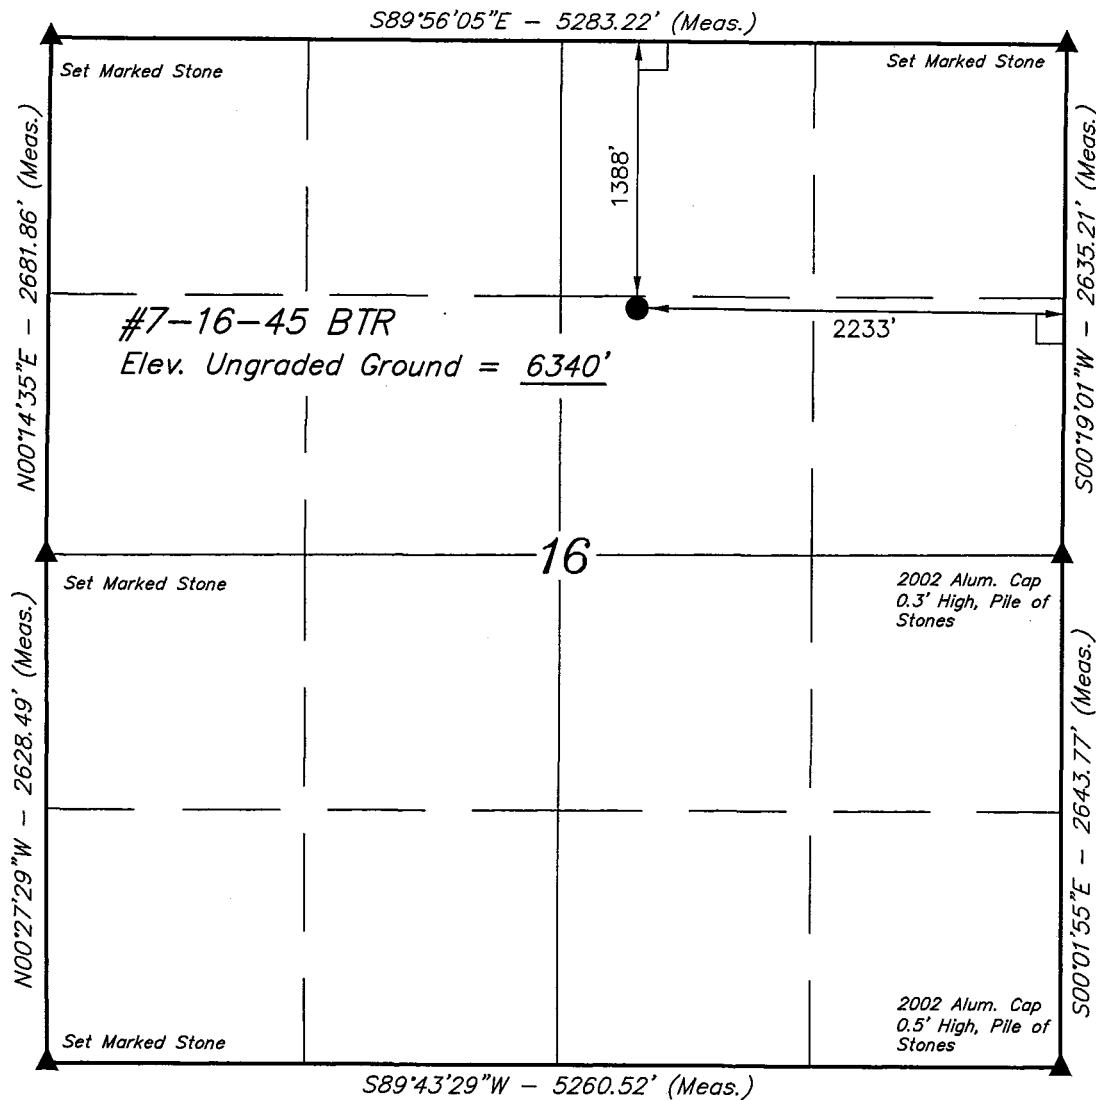 S89°56'05"E - 5283.22' (Meas.)
Set Marked Stone
Set Marked Stone
N00°14'35"E - 2681.86' (Meas.)
1388'
S00°19'01"W - 2635.21' (Meas.)
#7-16-45 BTR
2233'
Elev. Ungraded Ground = 6340'
16
Set Marked Stone
2002 Alum. Cap
0.3' High, Pile of
Stones
N00°27'29"W - 2628.49' (Meas.)
S00°01'55"E - 2643.77' (Meas.)
2002 Alum. Cap
0.5' High, Pile of
Stones
Set Marked Stone
S89°43'29"W - 5260.52' (Meas.)